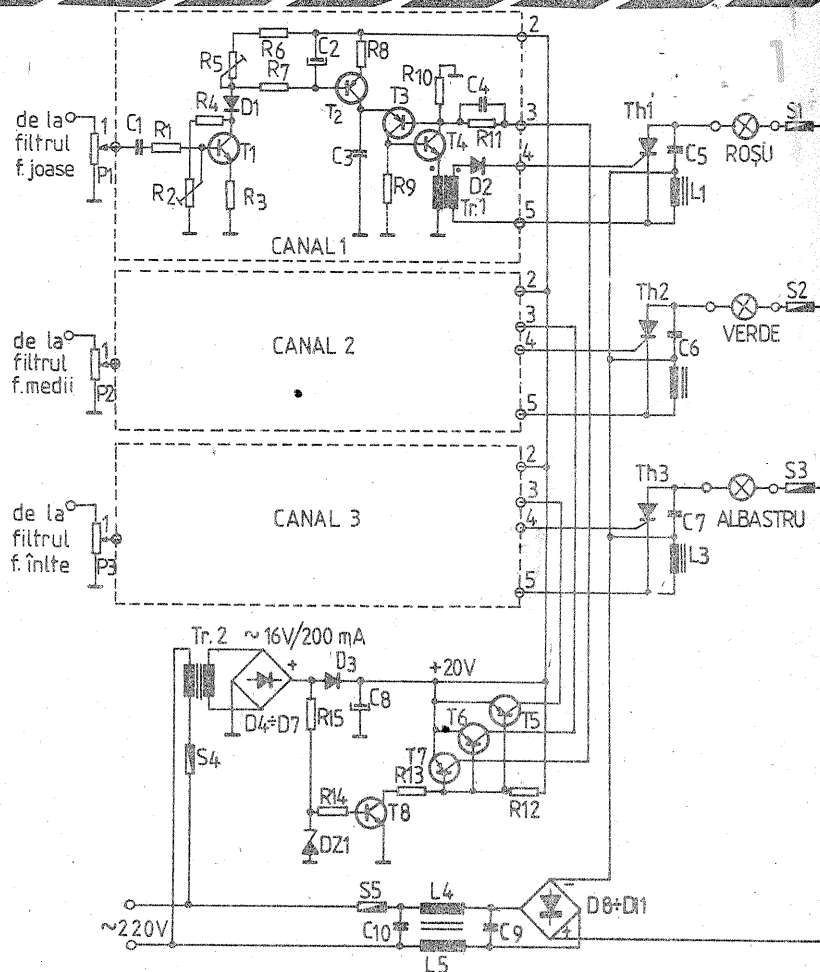 2
R6
C2
R8
R5
R7
R10
C4
T2
T3
3
R4
D1
Th1
S1
de la
filtrul
f. joase
1
P1
C1
R1
T1
T4
R11
C3
4
C5
ROȘU
D2
R2
R3
R9
Tr.1
L1
5
CANAL 1
2
Th2
S2
3
de la
filtrul
f. medii
1
P2
CANAL 2
4
VERDE
C6
5
2
Th3
S3
3
de la
filtrul
f. înlte
1
P3
CANAL 3
4
ALBASTRU
C7
L3
5
Tr. 2
~16V/200 mA
+
D3
+20V
D4÷D7
R15
C8
T6
T5
S4
T7
R13
R14
T8
R12
DZ1
S5
L4
-
D8÷D11
~220V
C10
C9
+
L5